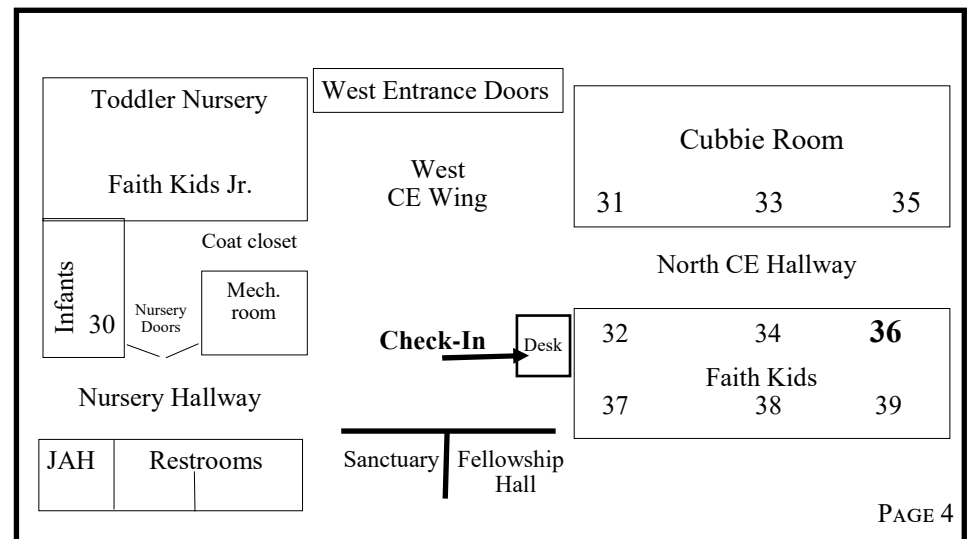 Toddler Nursery
Faith Kids Jr.
West Entrance Doors
West
CE Wing
Cubbie Room
31 33 35
Coat closet
North CE Hallway
Infants
30
Nursery
Doors
Mech.
room
Check-In
Desk
32 34 36
Faith Kids
37 38 39
Nursery Hallway
JAH
Restrooms
Sanctuary
Fellowship
Hall
PAGE 4